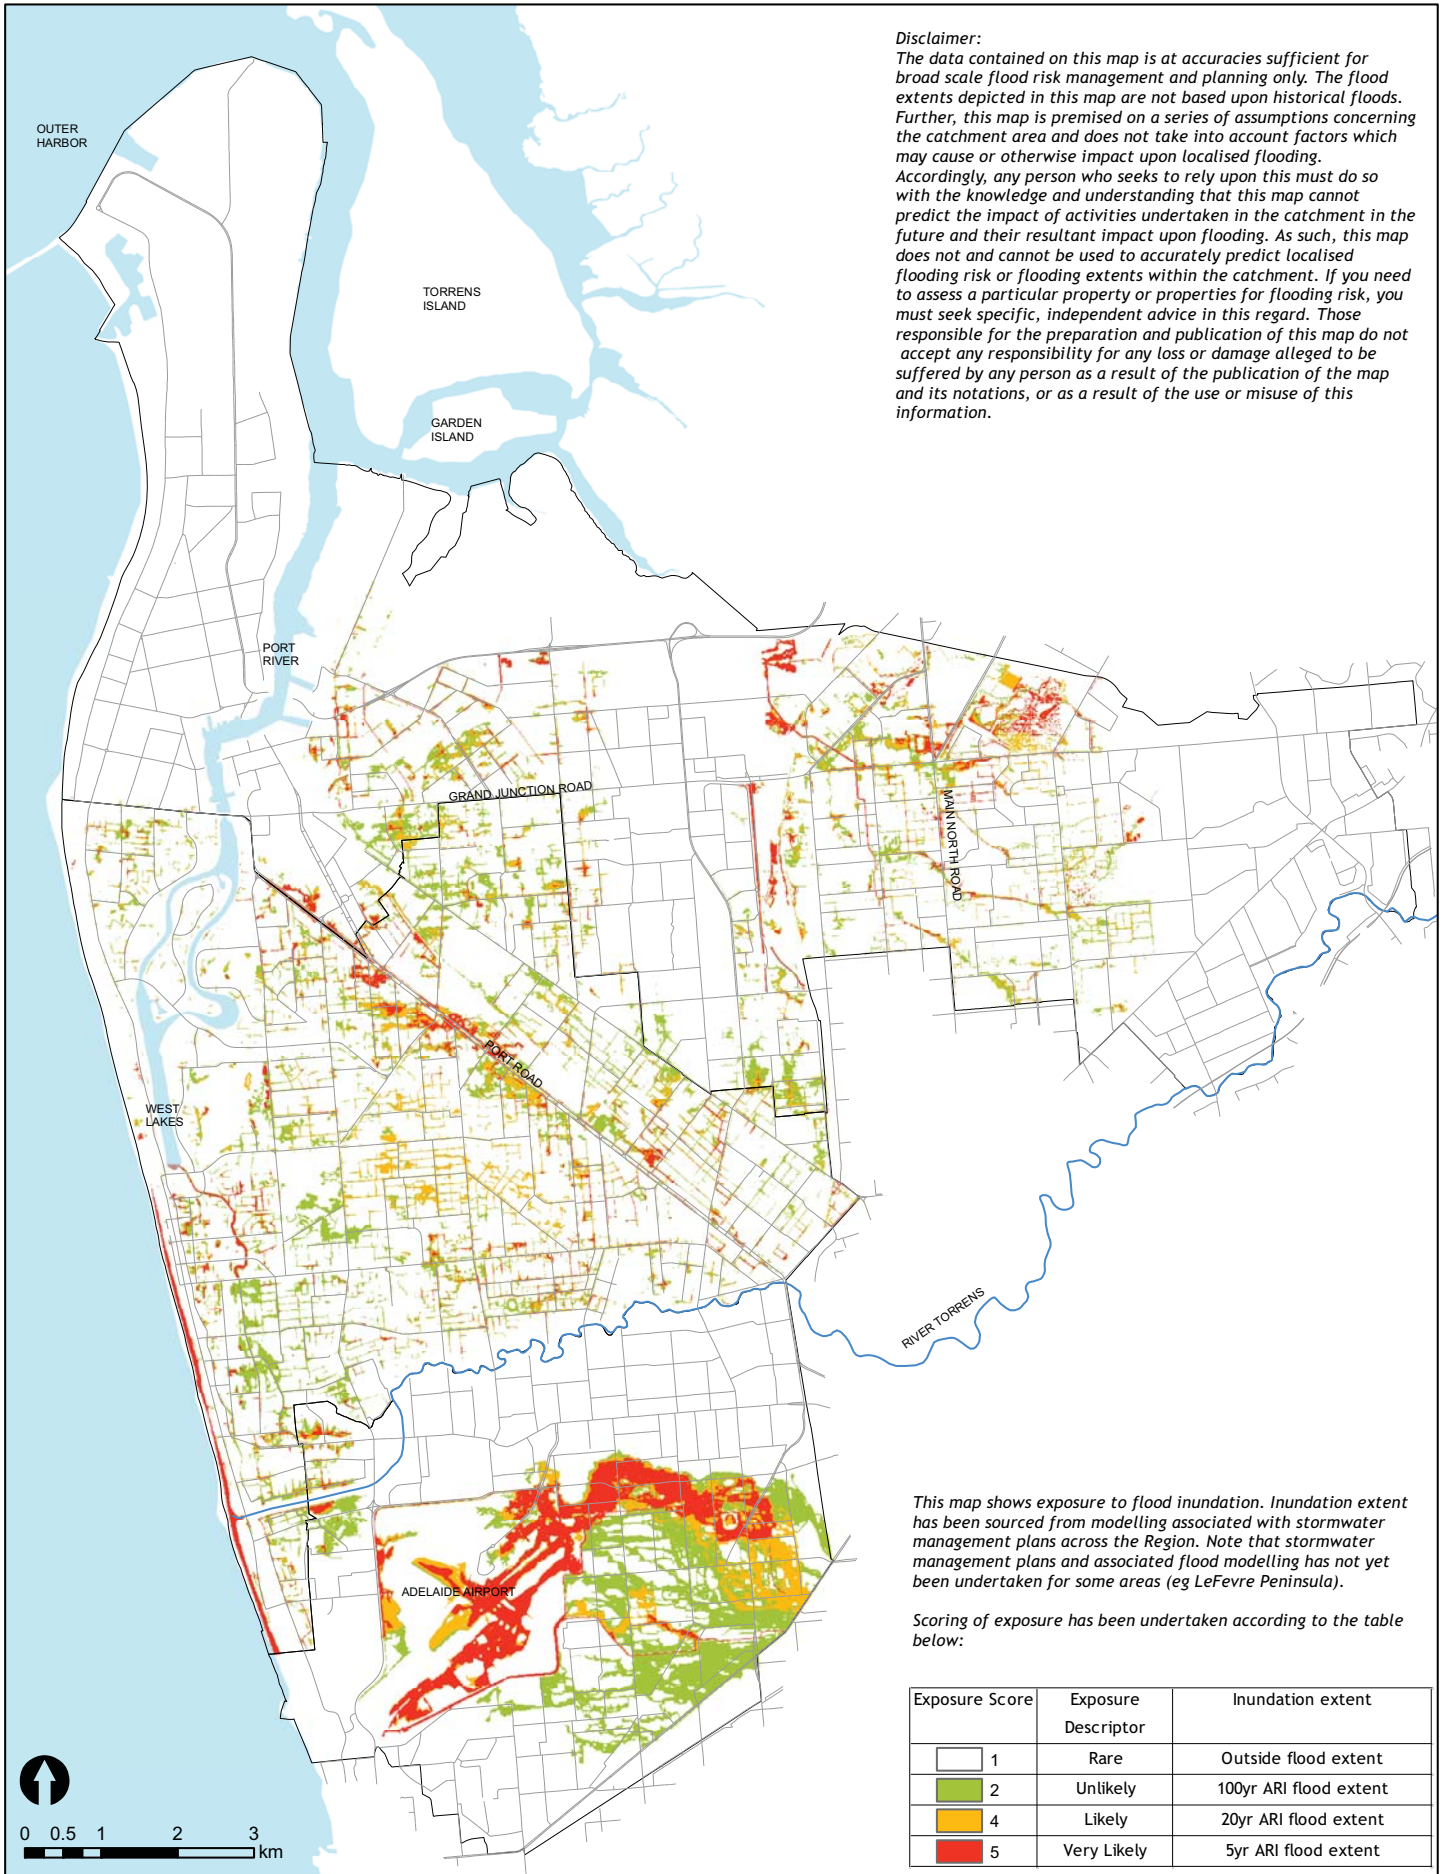 Disclaimer:
The data contained on this map is at accuracies sufficient for
broad scale flood risk management and planning only. The flood
extents depicted in this map are not based upon historical floods.
Further, this map is premised on a series of assumptions concerning
the catchment area and does not take into account factors which
may cause or otherwise impact upon localised flooding.
Accordingly, any person who seeks to rely upon this must do so
with the knowledge and understanding that this map cannot
predict the impact of activities undertaken in the catchment in the
future and their resultant impact upon flooding. As such, this map
does not and cannot be used to accurately predict localised
flooding risk or flooding extents within the catchment. If you need
to assess a particular property or properties for flooding risk, you
must seek specific, independent advice in this regard. Those
responsible for the preparation and publication of this map do not
accept any responsibility for any loss or damage alleged to be
suffered by any person as a result of the publication of the map
and its notations, or as a result of the use or misuse of this
information.
OUTER
HARBOR
TORRENS
ISLAND
GARDEN
ISLAND
PORT
RIVER
GRAND JUNCTION ROAD
MAIN NORTH ROAD
PORT ROAD
WEST
LAKES
RIVER TORRENS
ADELAIDE AIRPORT
This map shows exposure to flood inundation. Inundation extent
has been sourced from modelling associated with stormwater
management plans across the Region. Note that stormwater
management plans and associated flood modelling has not yet
been undertaken for some areas (eg LeFevre Peninsula).
Scoring of exposure has been undertaken according to the table
below:
Exposure Score Exposure Descriptor Inundation extent
1 Rare Outside flood extent
2 Unlikely 100yr ARI flood extent
4 Likely 20yr ARI flood extent
5 Very Likely 5yr ARI flood extent
0 0.5 1 2 3
km